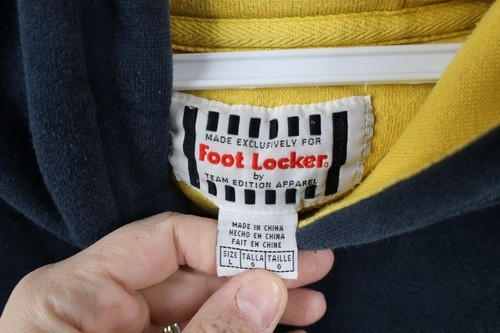 MADE EXCLUSIVELY FOR
Foot Locker.
by
TEAM EDITION APPAREL
MADE IN CHINA
HECHO EN CHINA
FAIT EN CHINE
SIZE TALLA TAILLE
L G G